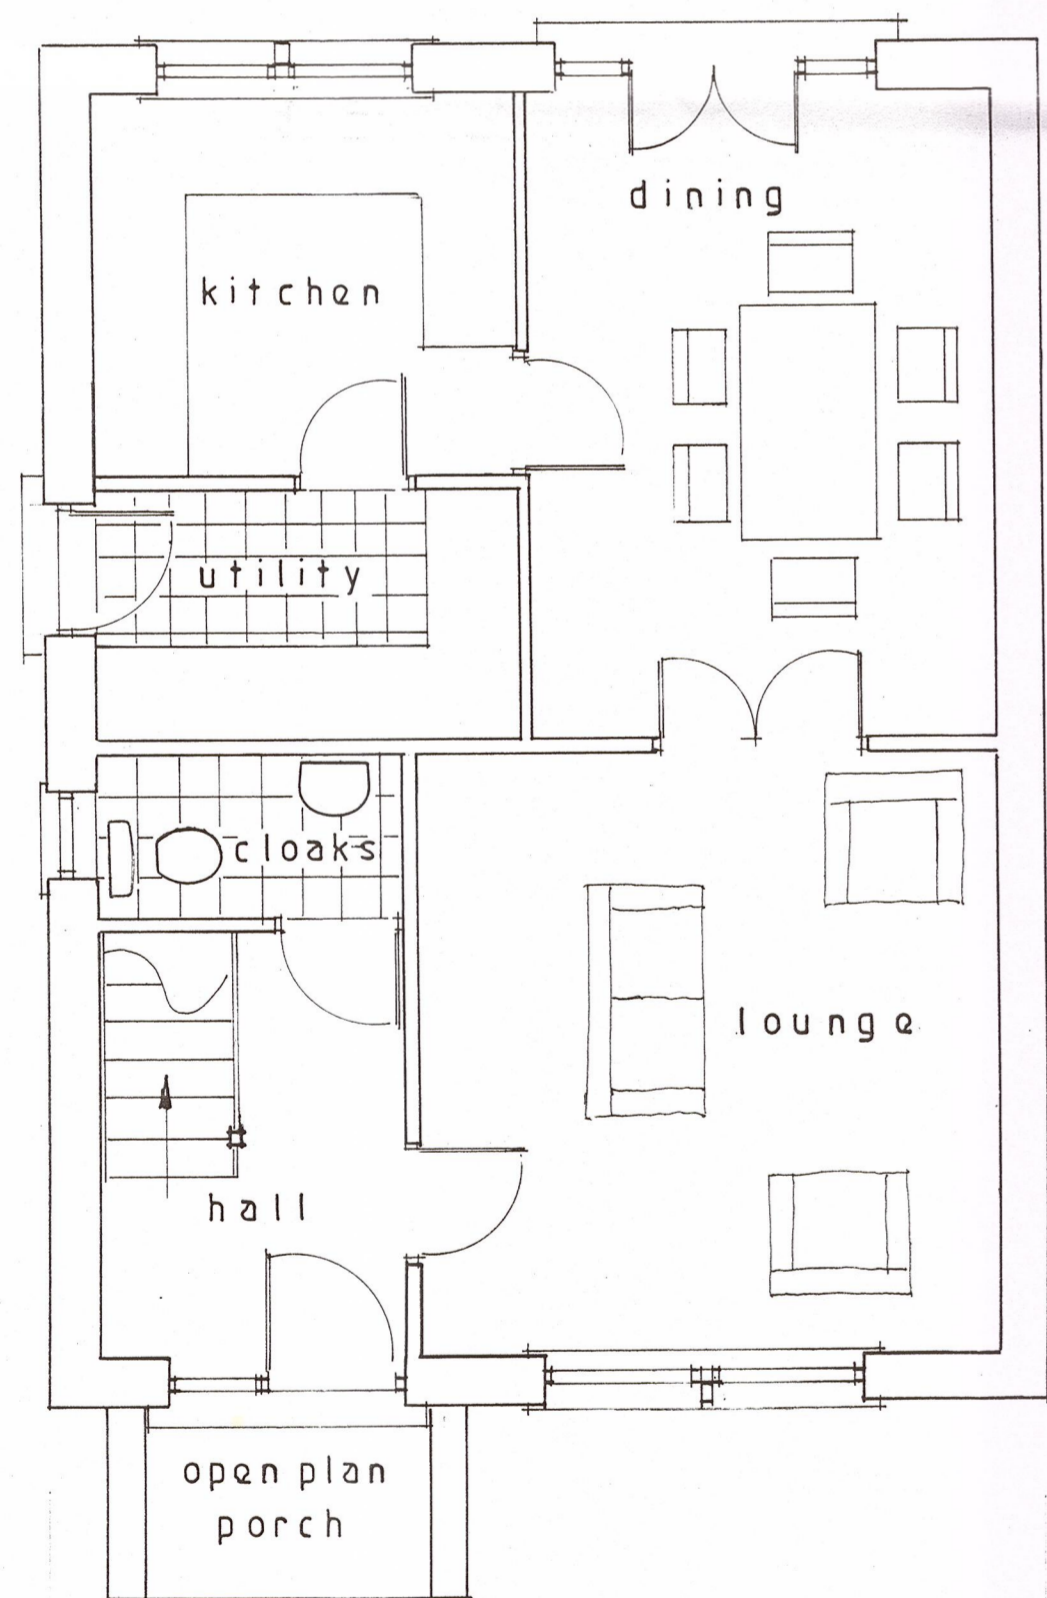 dining
kitchen
utility
cloaks
lounge
hall
open plan
porch